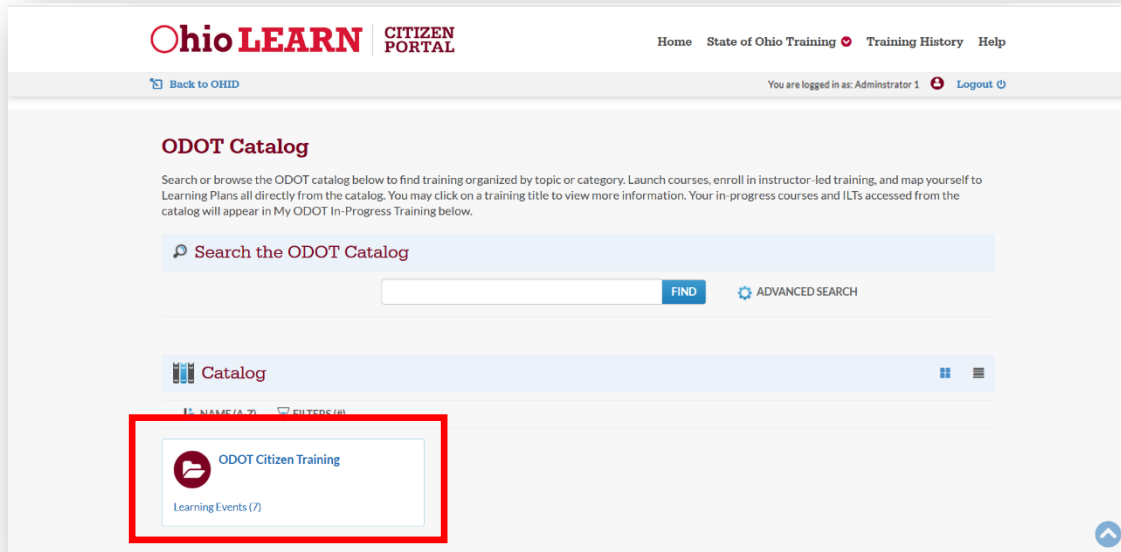 Ohio LEARN CITIZEN PORTAL
Home State of Ohio Training Training History Help
Back to OHID
You are logged in as: Adminstrator 1 Logout
ODOT Catalog
Search or browse the ODOT catalog below to find training organized by topic or category. Launch courses, enroll in instructor-led training, and map yourself to
Learning Plans all directly from the catalog. You may click on a training title to view more information. Your in-progress courses and ILTs accessed from the
catalog will appear in My ODOT In-Progress Training below.
Search the ODOT Catalog
FIND ADVANCED SEARCH
Catalog
NAME (A-Z) FILTERS (#)
ODOT Citizen Training
Learning Events (7)